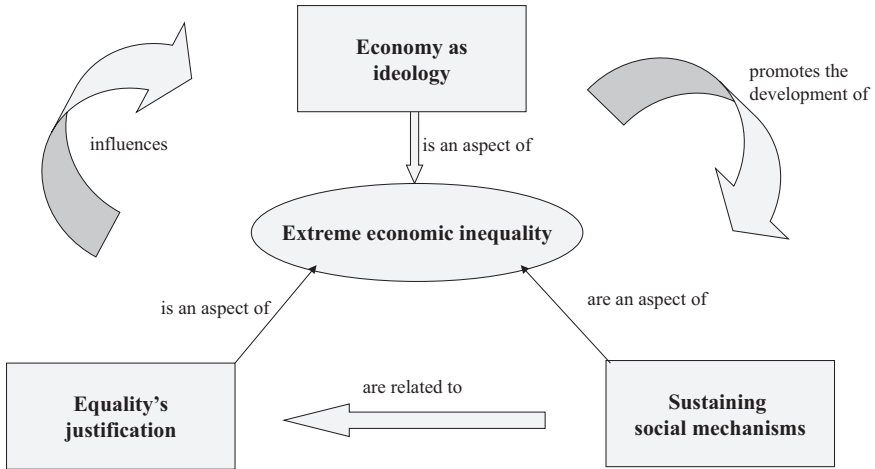 Economy as
ideology
promotes the
development of
influences
is an aspect of
Extreme economic inequality
is an aspect of
are an aspect of
are related to
Equality’s
justification
Sustaining
social mechanisms